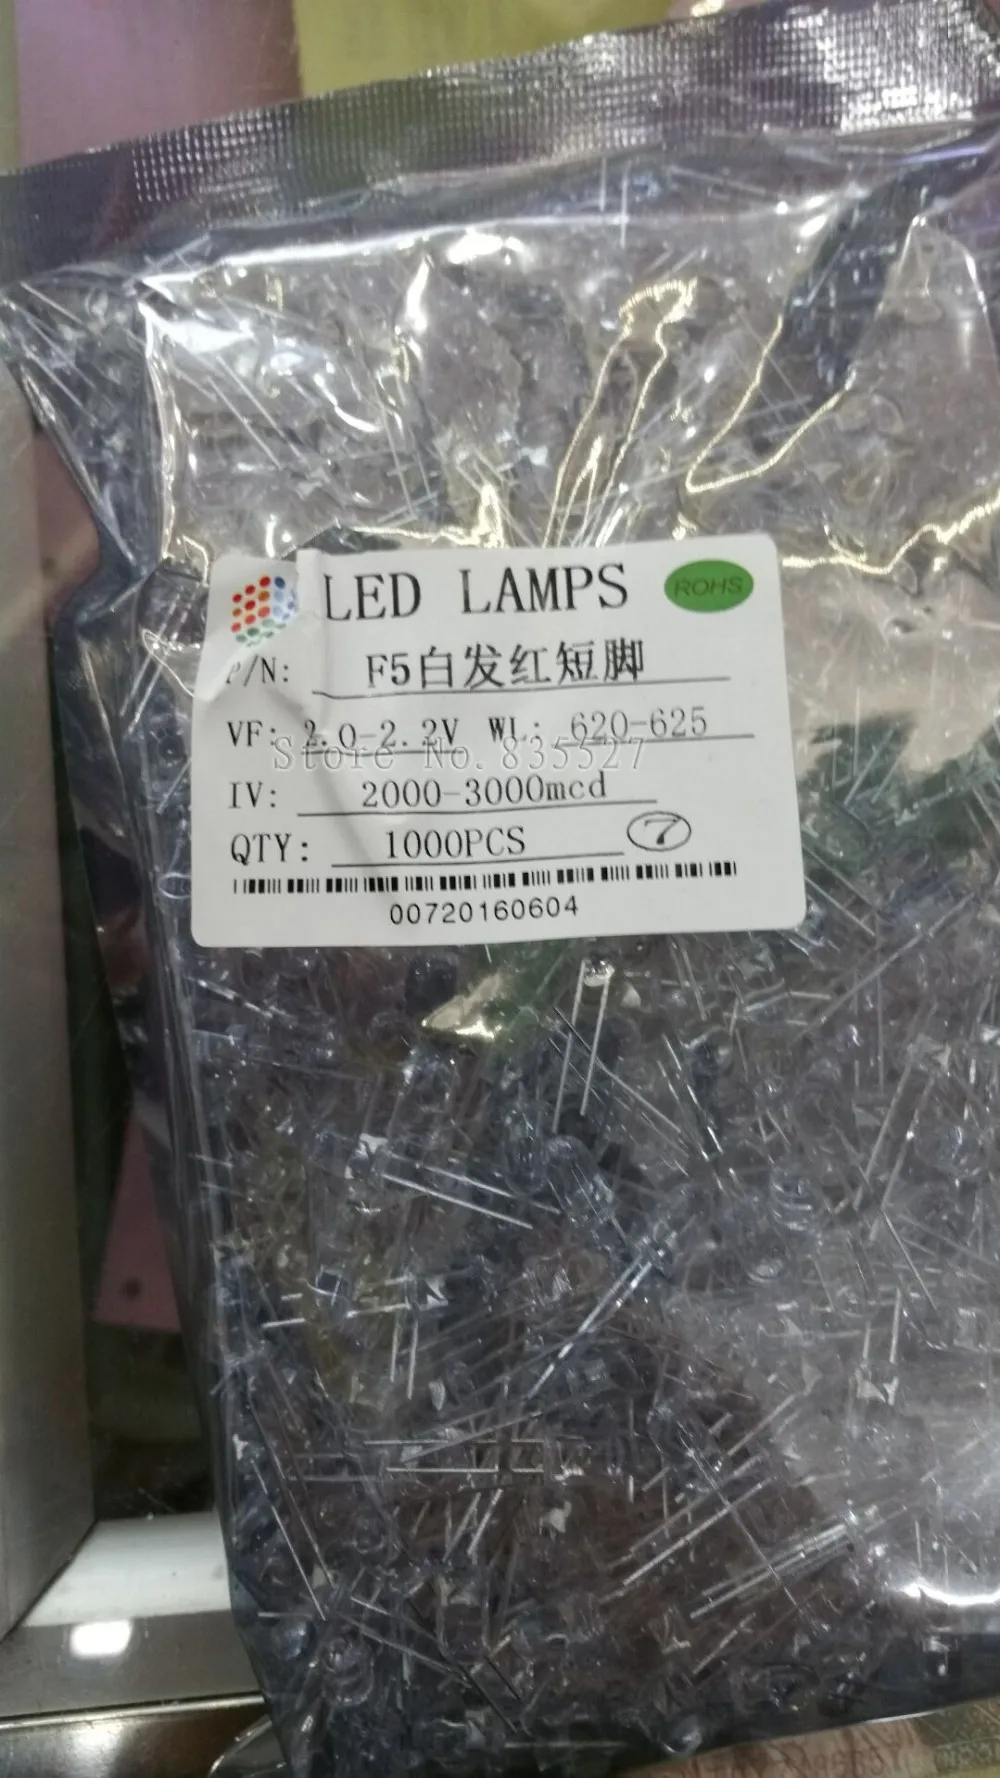 LED LAMPS ROHS
P/N: F5白发红短脚
VF: 2.0-2.2V WL: 620-625
Store No. 835527
IV: 2000-3000mcd
QTY: 1000PCS 7
00720160604